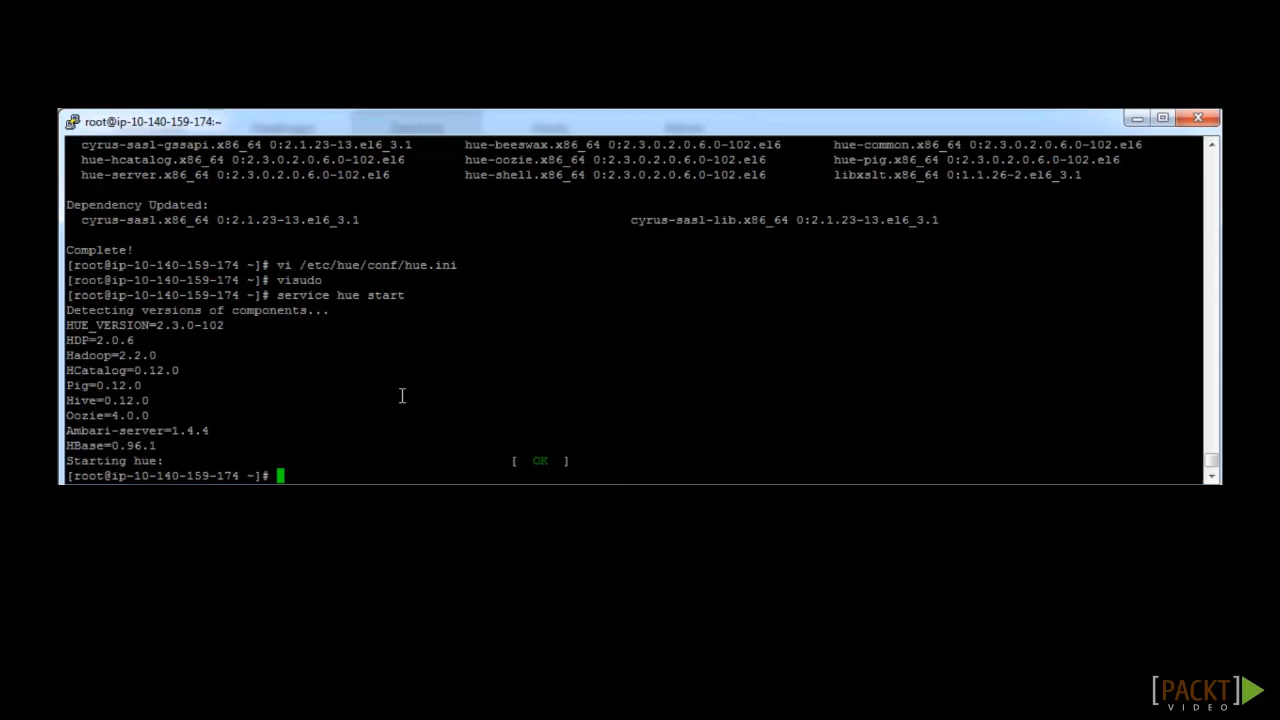 root@ip-10-140-159-174:~
cyrus-sasl-gssapi.x86_64 0:2.1.23-13.el6_3.1 hue-beeswax.x86_64 0:2.3.0.2.0.6.0-102.el6 hue-common.x86_64 0:2.3.0.2.0.6.0-102.el6
hue-hcatalog.x86_64 0:2.3.0.2.0.6.0-102.el6 hue-oozie.x86_64 0:2.3.0.2.0.6.0-102.el6 hue-pig.x86_64 0:2.3.0.2.0.6.0-102.el6
hue-server.x86_64 0:2.3.0.2.0.6.0-102.el6 hue-shell.x86_64 0:2.3.0.2.0.6.0-102.el6 libxslt.x86_64 0:1.1.26-2.el6_3.1
Dependency Updated:
cyrus-sasl.x86_64 0:2.1.23-13.el6_3.1 cyrus-sasl-lib.x86_64 0:2.1.23-13.el6_3.1
Complete!
[root@ip-10-140-159-174 ~]# vi /etc/hue/conf/hue.ini
[root@ip-10-140-159-174 ~]# visudo
[root@ip-10-140-159-174 ~]# service hue start
Detecting versions of components...
HUE_VERSION=2.3.0-102
HDP=2.0.6
Hadoop=2.2.0
HCatalog=0.12.0
Pig=0.12.0
Hive=0.12.0
Oozie=4.0.0
Ambari-server=1.4.4
HBase=0.96.1
Starting hue: [ OK ]
[root@ip-10-140-159-174 ~]#
[PACKT]
VIDEO